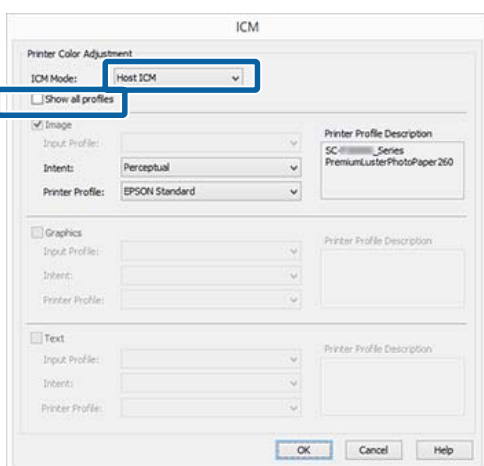 ICM
Printer Color Adjustment
ICM Mode: Host ICM
Show all profiles
Image
Input Profile:
Intent: Perceptual
Printer Profile: EPSON Standard
Printer Profile Description
SC- _Series
PremiumLusterPhotoPaper260
Graphics
Input Profile:
Intent:
Printer Profile:
Printer Profile Description
Text
Input Profile:
Intent:
Printer Profile:
Printer Profile Description
OK Cancel Help